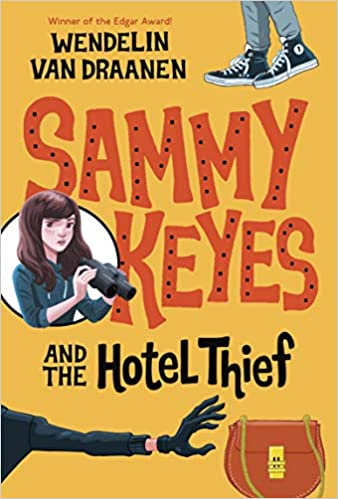 Winner of the Edgar Award!
WENDELIN
VAN DRAANEN
SAMMY
KEYES
AND THE HOTEL THIEF